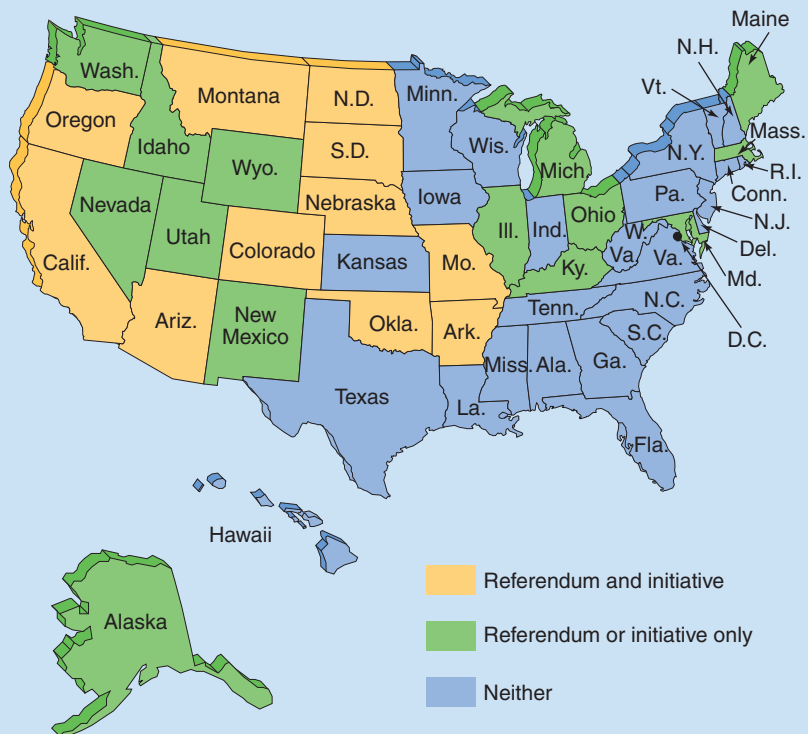 Maine
N.H.
Vt.
Wash.
Montana
N.D.
Minn.
Oregon
Mass.
Idaho
S.D.
Wis.
N.Y.
R.I.
Wyo.
Mich.
Conn.
Nebraska
Iowa
Pa.
Nevada
N.J.
Utah
Ill.
Ind.
Ohio
Colorado
W.
Va.
Del.
Calif.
Kansas
Mo.
Va.
Md.
Ky.
N.C.
Ariz.
New
Mexico
Okla.
Ark.
Tenn.
D.C.
S.C.
Miss.
Ala.
Ga.
Texas
La.
Fla.
Hawaii
Alaska
Referendum and initiative
Referendum or initiative only
Neither